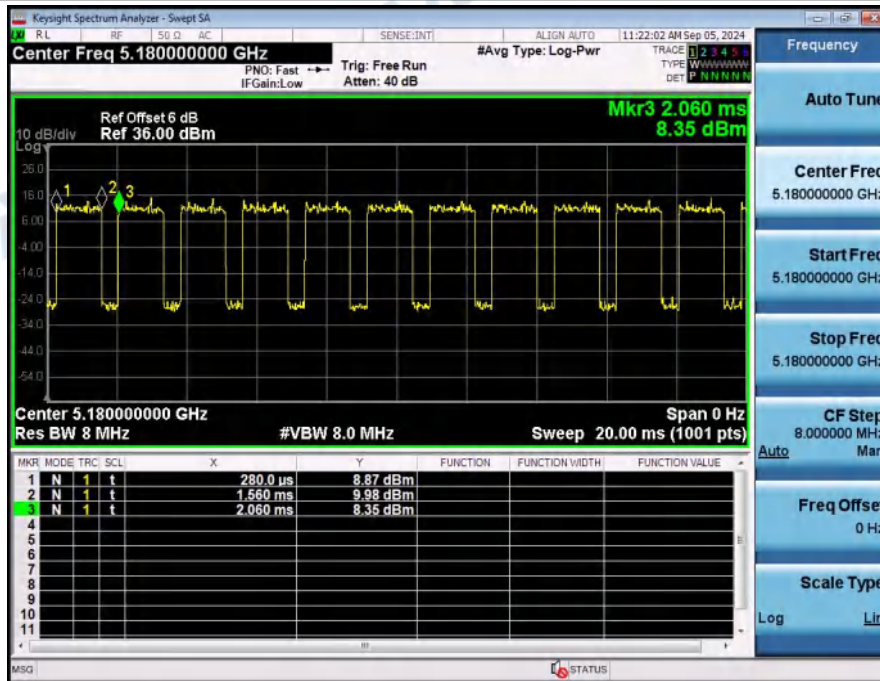 Keysight Spectrum Analyzer - Swept SA
LXI RL RF 50 Ω AC SENSE:INT ALIGN AUTO 11:22:02 AM Sep 05, 2024
Center Freq 5.180000000 GHz
PNO: Fast
IFGain:Low
Trig: Free Run
Atten: 40 dB
#Avg Type: Log-Pwr
TRACE 1 2 3 4 5 6
TYPE WWWWWW
DET P N N N N N
Mkr3 2.060 ms
8.35 dBm
Ref Offset 6 dB
10 dB/div Ref 36.00 dBm
Log
26.0
16.0
6.00
-4.00
-14.0
-24.0
-34.0
-44.0
-54.0
1
2
3
Center 5.180000000 GHz Span 0 Hz
Res BW 8 MHz #VBW 8.0 MHz Sweep 20.00 ms (1001 pts)
MKR MODE TRC SCL X Y FUNCTION FUNCTION WIDTH FUNCTION VALUE
1 N 1 t 280.0 µs 8.87 dBm
2 N 1 t 1.560 ms 9.98 dBm
3 N 1 t 2.060 ms 8.35 dBm
4
5
6
7
8
9
10
11
MSG STATUS
Frequency
Auto Tune
Center Freq
5.180000000 GHz
Start Freq
5.180000000 GHz
Stop Freq
5.180000000 GHz
CF Step
8.000000 MHz
Auto Man
Freq Offset
0 Hz
Scale Type
Log Lin